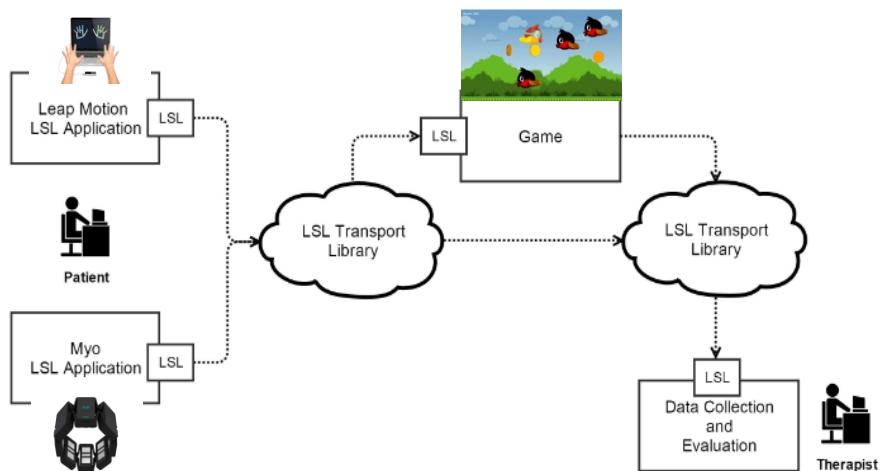 Leap Motion
LSL Application
LSL
LSL
Game
LSL Transport
Library
LSL Transport
Library
Patient
Myo
LSL Application
LSL
LSL
Data Collection
and
Evaluation
Therapist